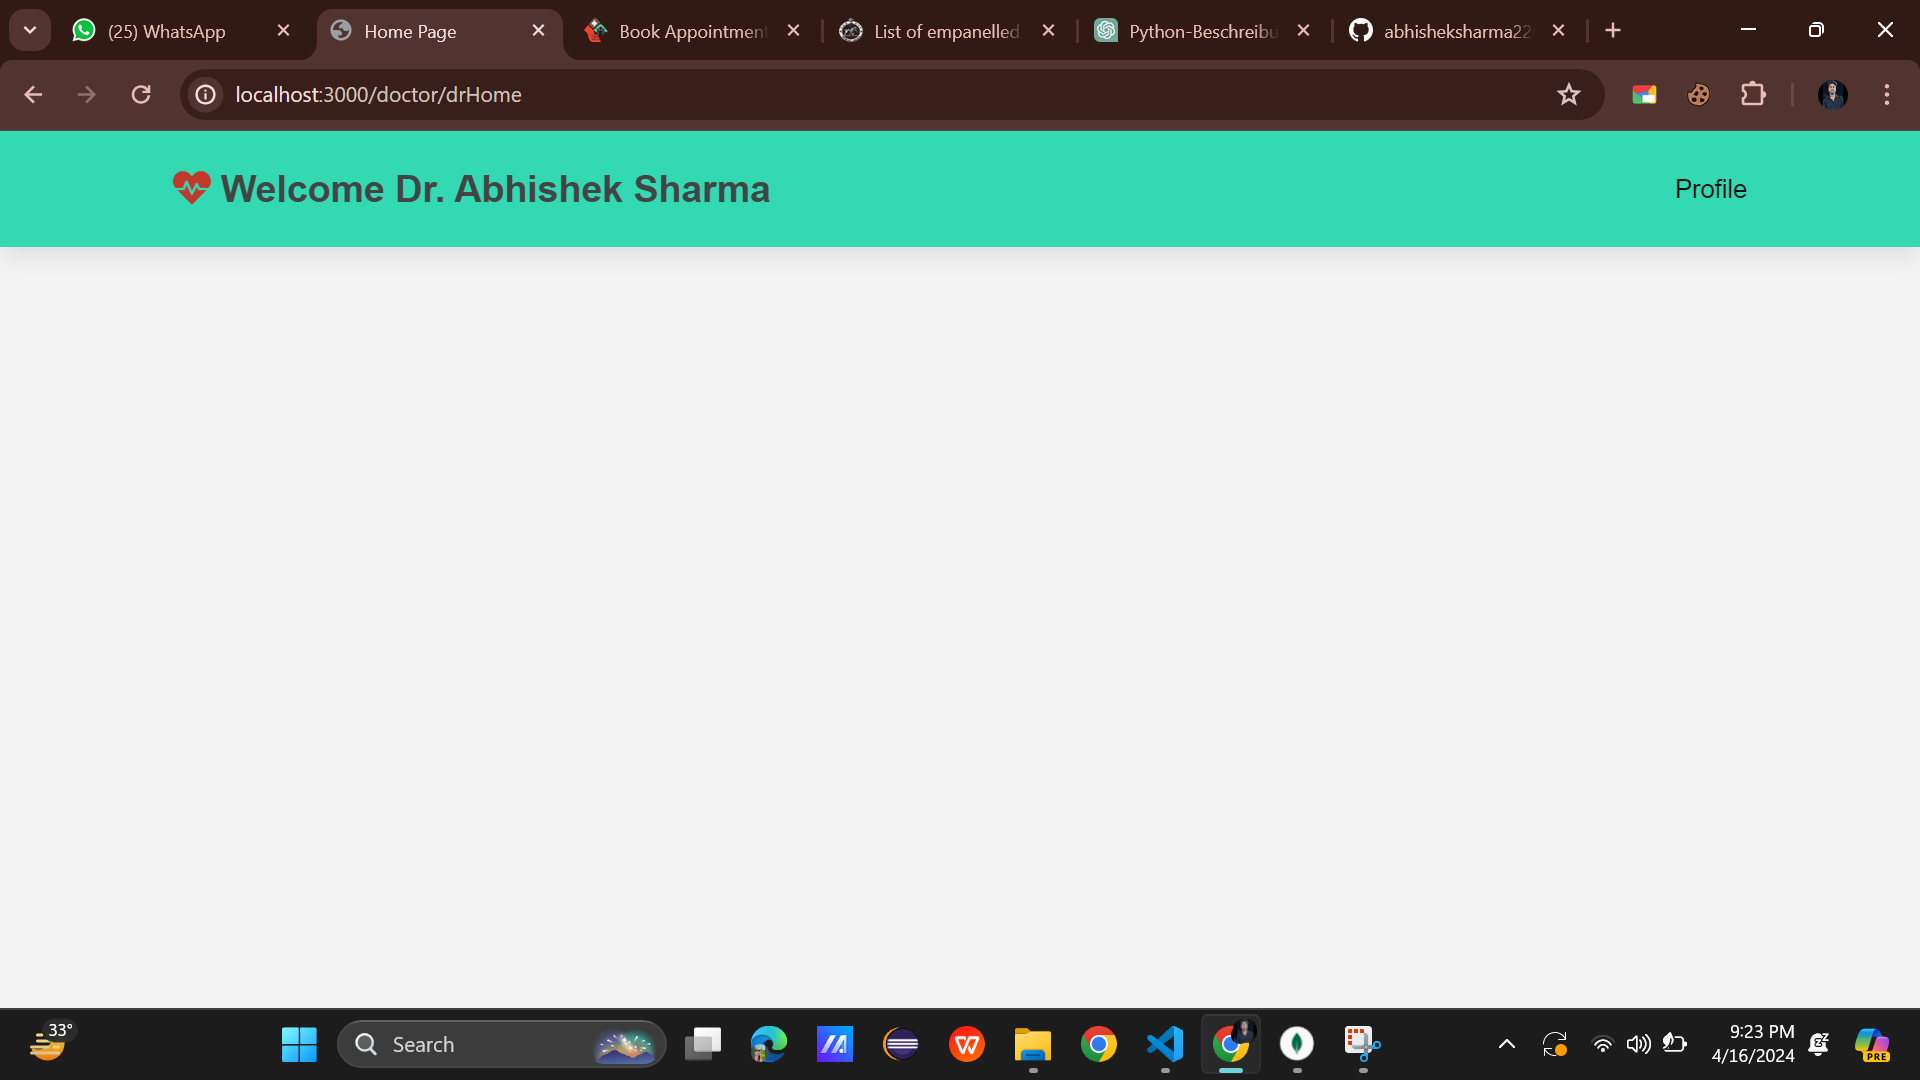 (25) WhatsApp
Home Page
Book Appointment
List of empanelled
Python-Beschreibu
abhisheksharma22
localhost:3000/doctor/drHome
Welcome Dr. Abhishek Sharma
Profile
33°
Search
9:23 PM
4/16/2024
PRE